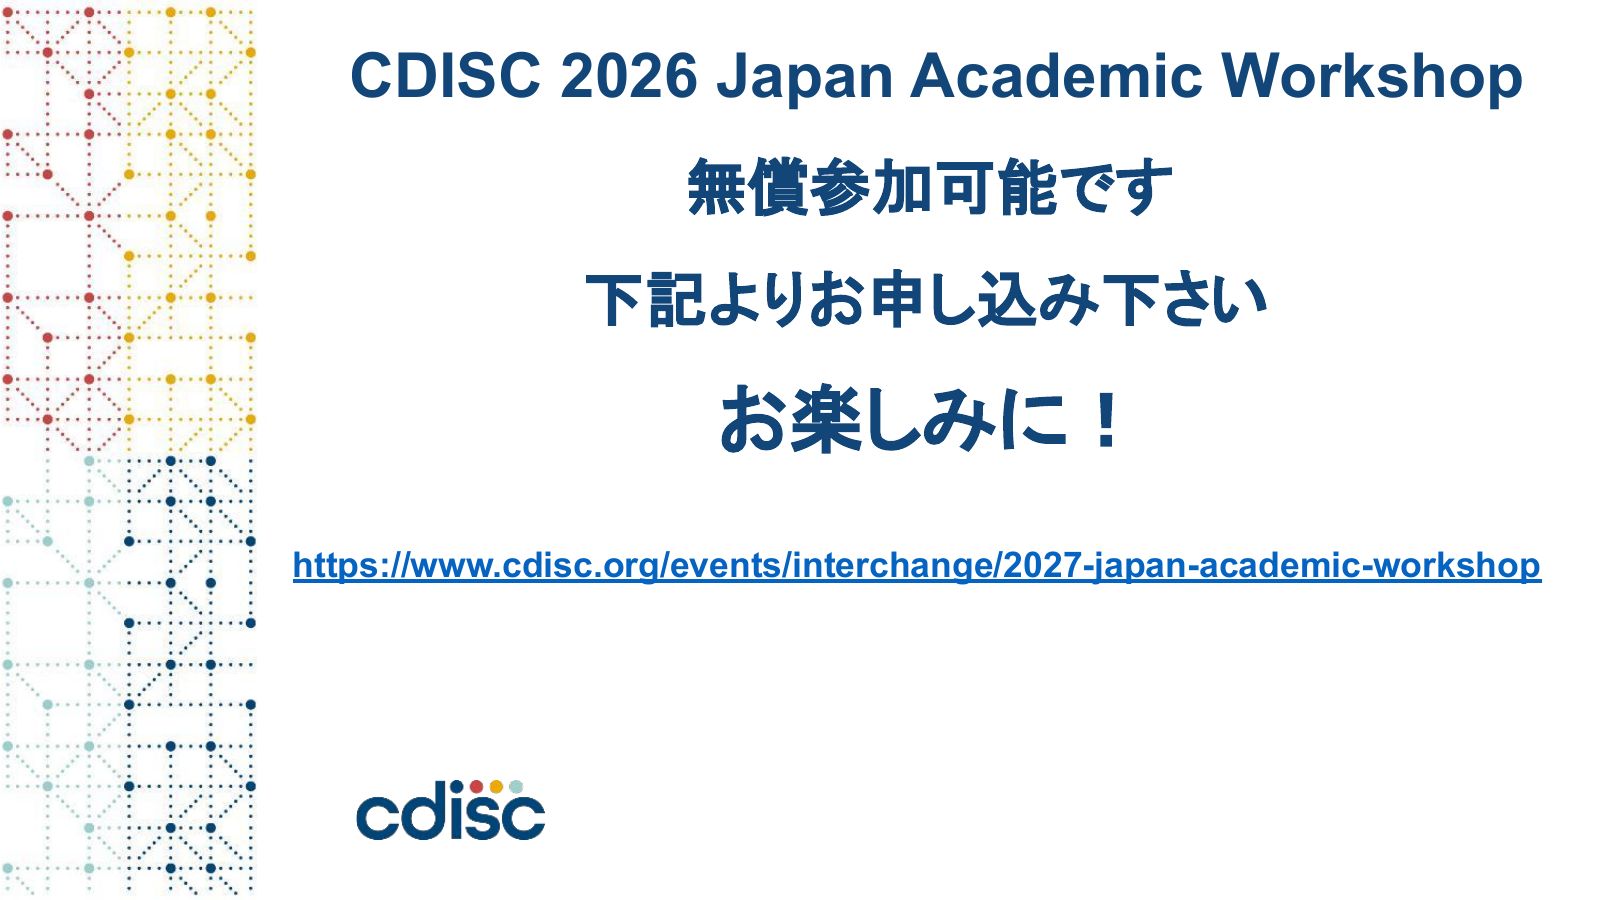 CDISC 2026 Japan Academic Workshop
無償参加可能です
下記よりお申し込み下さい
お楽しみに！
https://www.cdisc.org/events/interchange/2027-japan-academic-workshop
cdisc